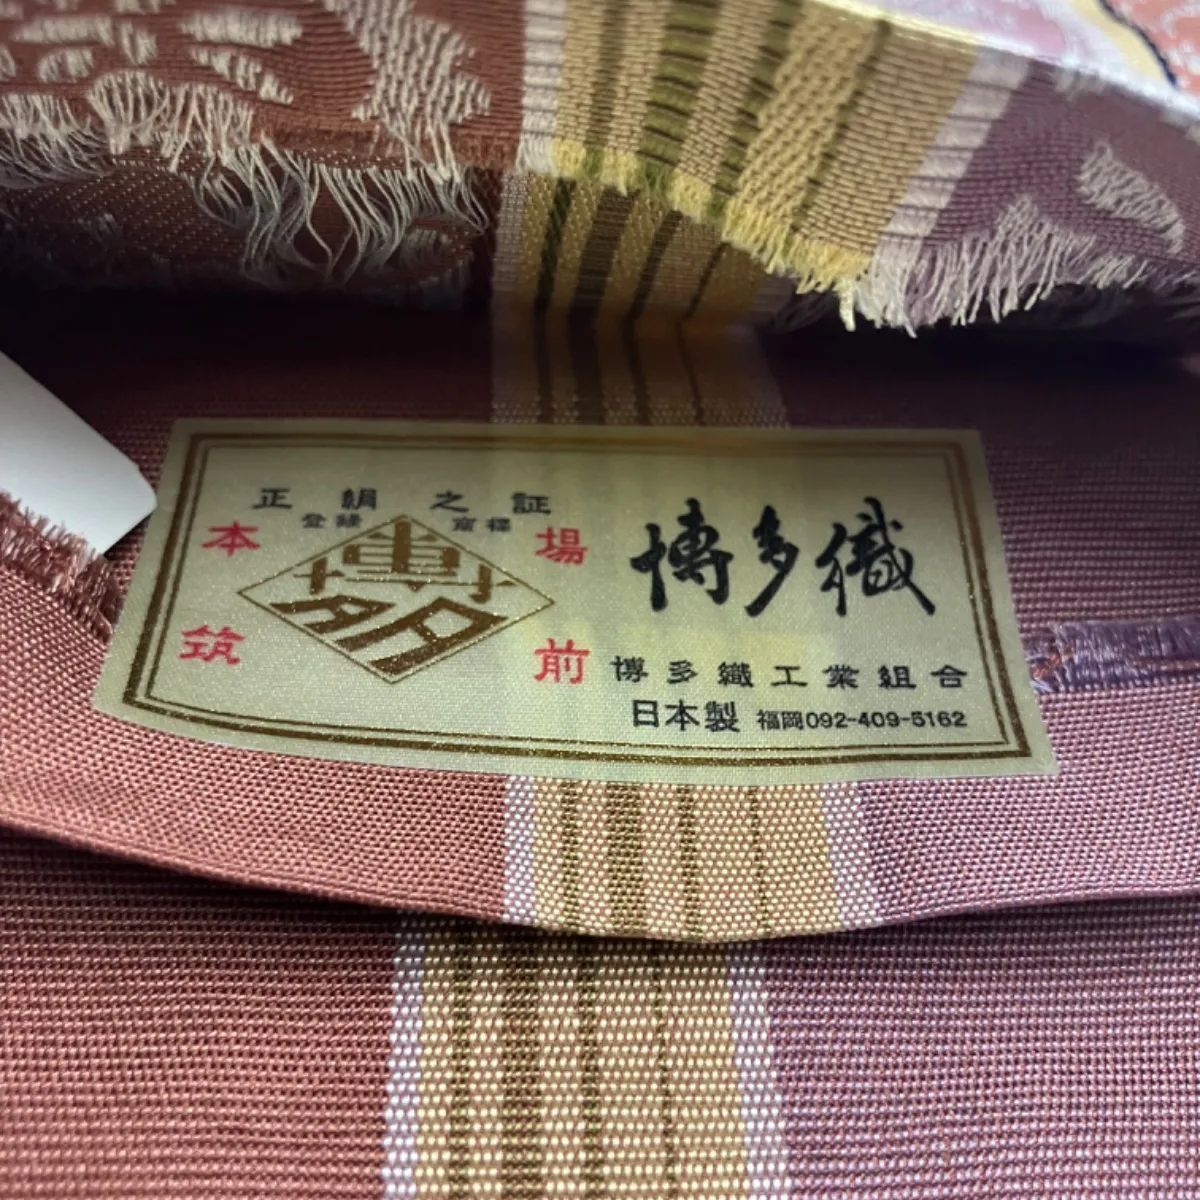 正絹之証
登録商標
本場
博多
筑前
博多織
博多織工業組合
日本製 福岡092-409-5162